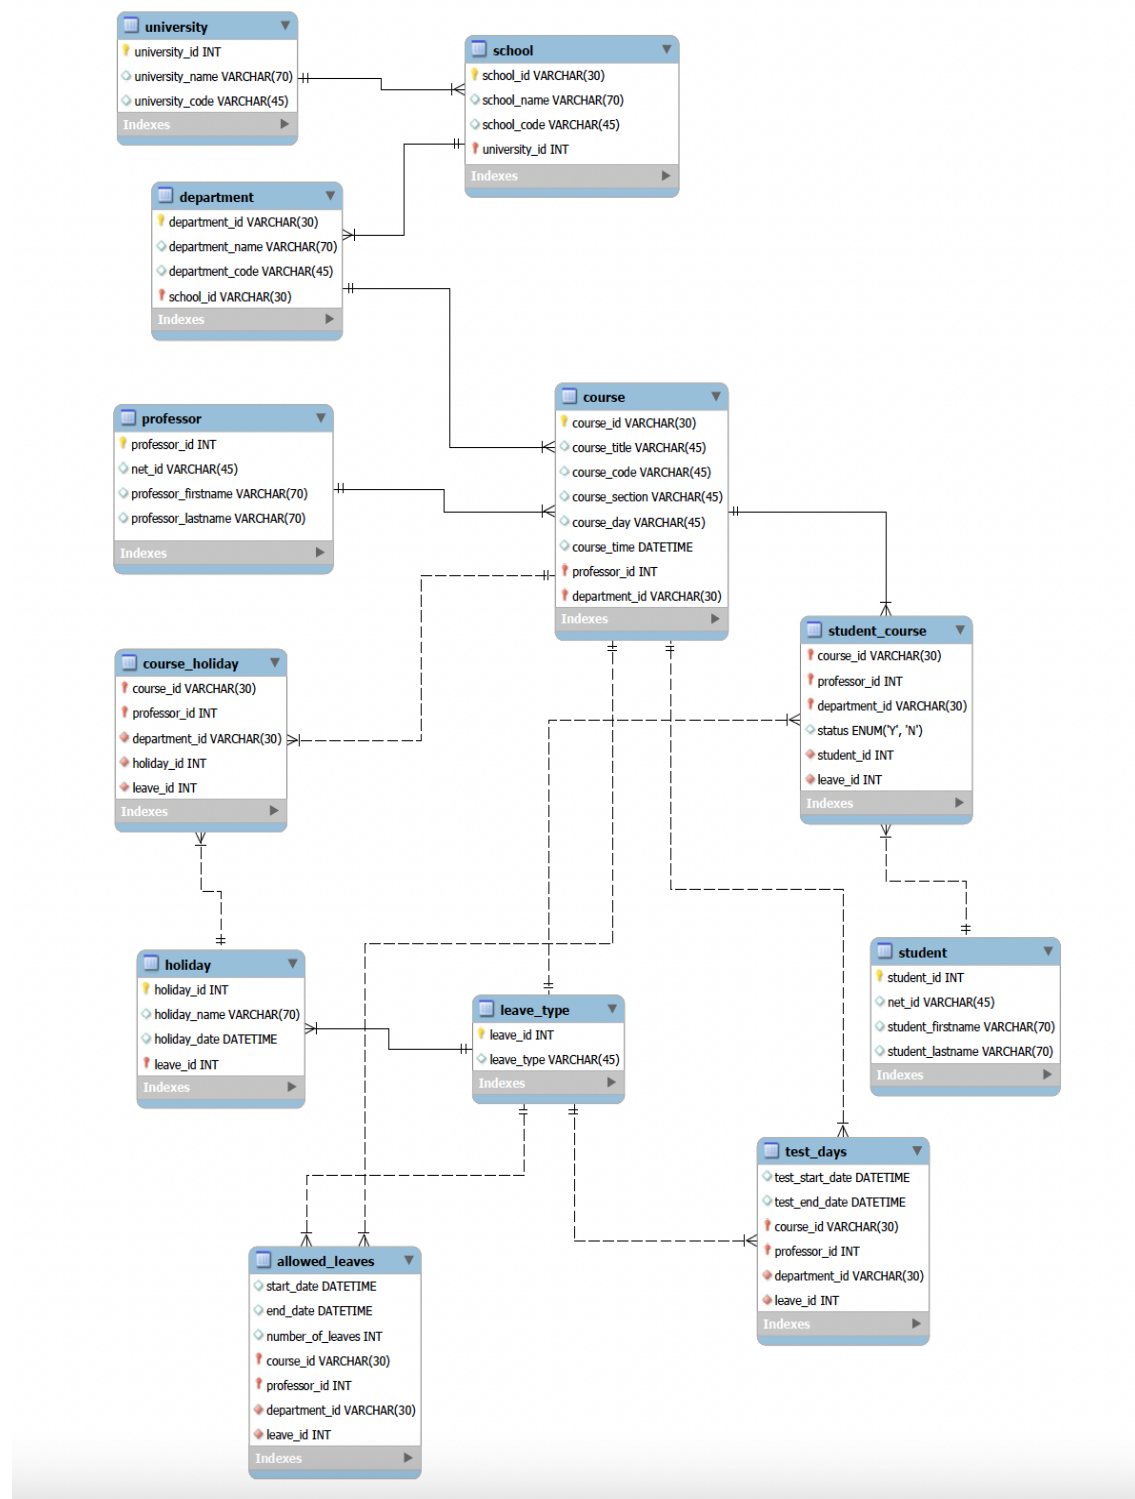 university
university_id INT
university_name VARCHAR(70)
university_code VARCHAR(45)
Indexes
school
school_id VARCHAR(30)
school_name VARCHAR(70)
school_code VARCHAR(45)
university_id INT
Indexes
department
department_id VARCHAR(30)
department_name VARCHAR(70)
department_code VARCHAR(45)
school_id VARCHAR(30)
Indexes
professor
professor_id INT
net_id VARCHAR(45)
professor_firstname VARCHAR(70)
professor_lastname VARCHAR(70)
Indexes
course
course_id VARCHAR(30)
course_title VARCHAR(45)
course_code VARCHAR(45)
course_section VARCHAR(45)
course_day VARCHAR(45)
course_time DATETIME
professor_id INT
department_id VARCHAR(30)
Indexes
student_course
course_id VARCHAR(30)
professor_id INT
department_id VARCHAR(30)
status ENUM('Y', 'N')
student_id INT
leave_id INT
Indexes
course_holiday
course_id VARCHAR(30)
professor_id INT
department_id VARCHAR(30)
holiday_id INT
leave_id INT
Indexes
holiday
holiday_id INT
holiday_name VARCHAR(70)
holiday_date DATETIME
leave_id INT
Indexes
leave_type
leave_id INT
leave_type VARCHAR(45)
Indexes
student
student_id INT
net_id VARCHAR(45)
student_firstname VARCHAR(70)
student_lastname VARCHAR(70)
Indexes
test_days
test_start_date DATETIME
test_end_date DATETIME
course_id VARCHAR(30)
professor_id INT
department_id VARCHAR(30)
leave_id INT
Indexes
allowed_leaves
start_date DATETIME
end_date DATETIME
number_of_leaves INT
course_id VARCHAR(30)
professor_id INT
department_id VARCHAR(30)
leave_id INT
Indexes